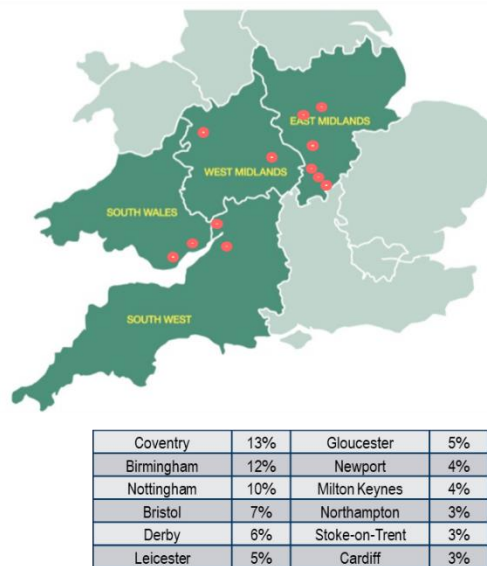 EAST MIDLANDS
WEST MIDLANDS
SOUTH WALES
SOUTH WEST
Coventry 13% Gloucester 5%
Birmingham 12% Newport 4%
Nottingham 10% Milton Keynes 4%
Bristol 7% Northampton 3%
Derby 6% Stoke-on-Trent 3%
Leicester 5% Cardiff 3%